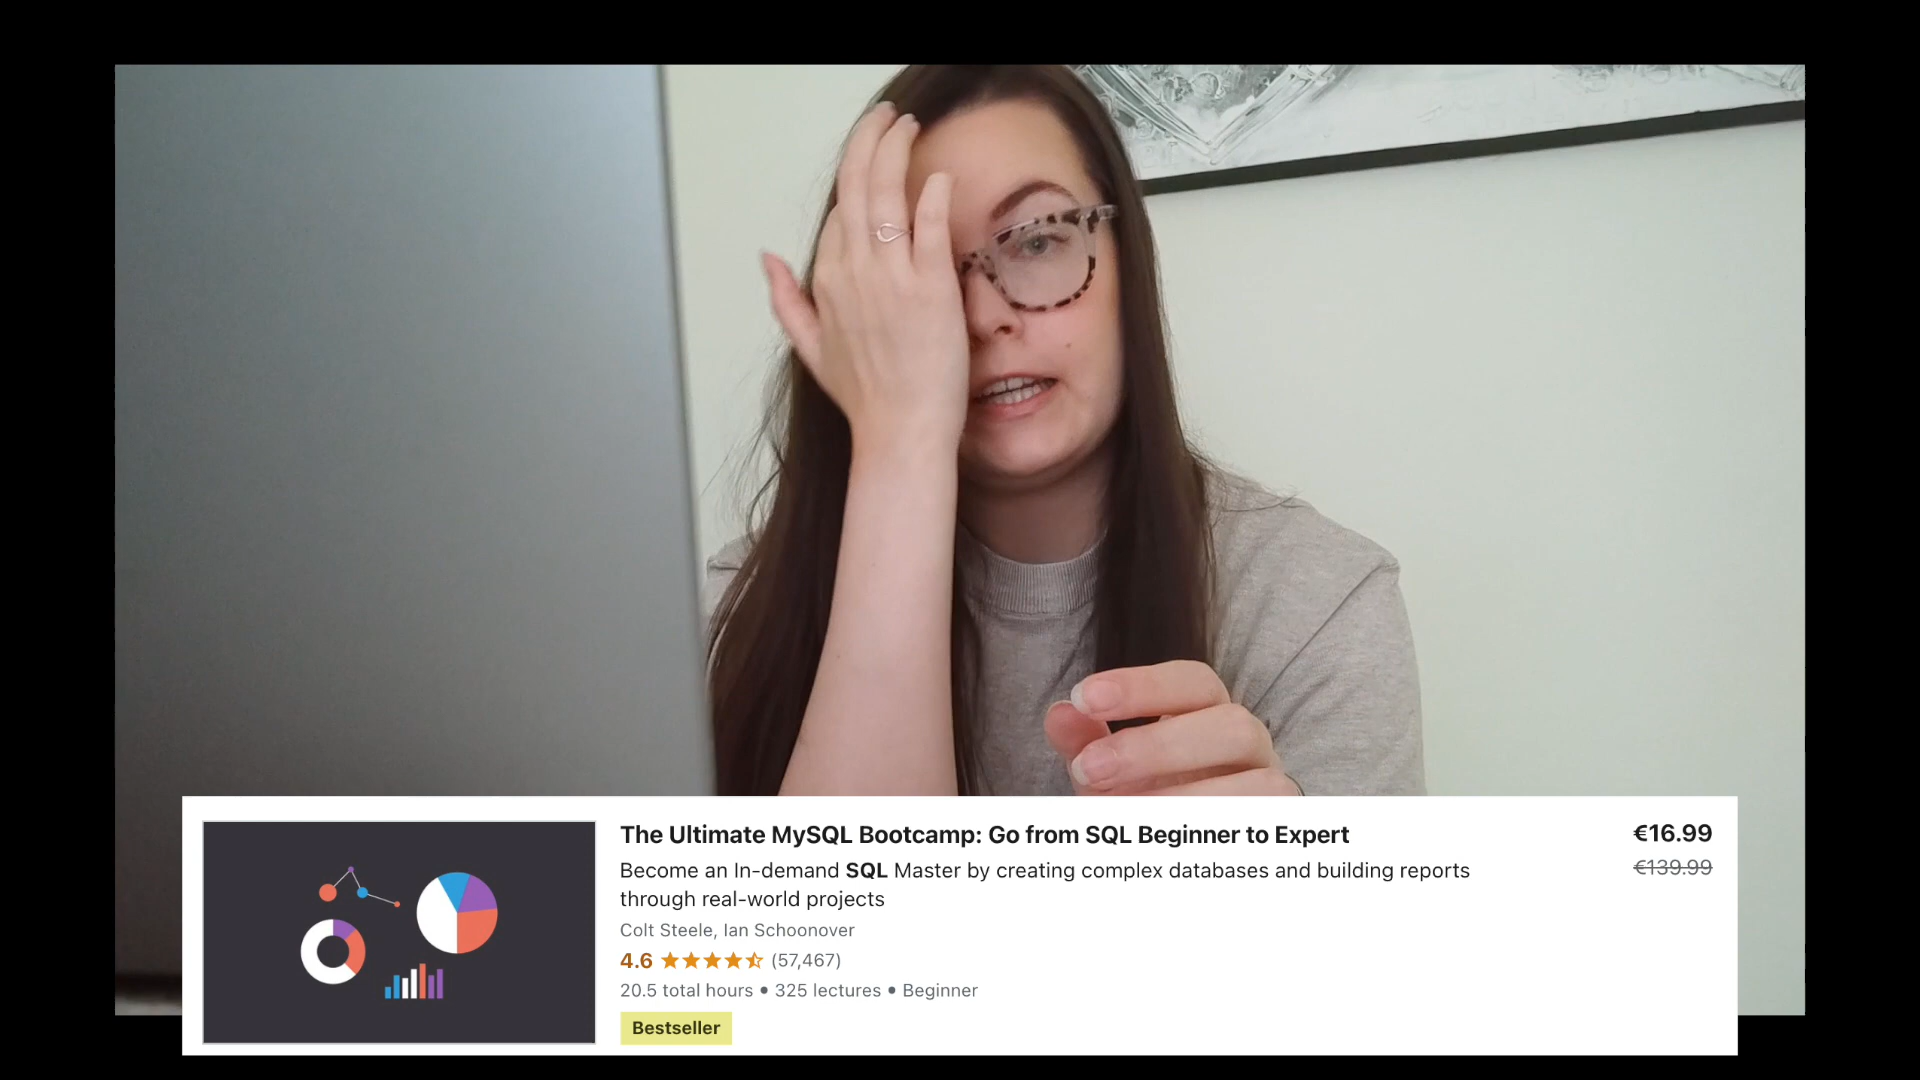 The Ultimate MySQL Bootcamp: Go from SQL Beginner to Expert
€16.99
Become an In-demand SQL Master by creating complex databases and building reports
€139.99
through real-world projects
Colt Steele, Ian Schoonover
4.6 (57,467)
20.5 total hours • 325 lectures • Beginner
Bestseller